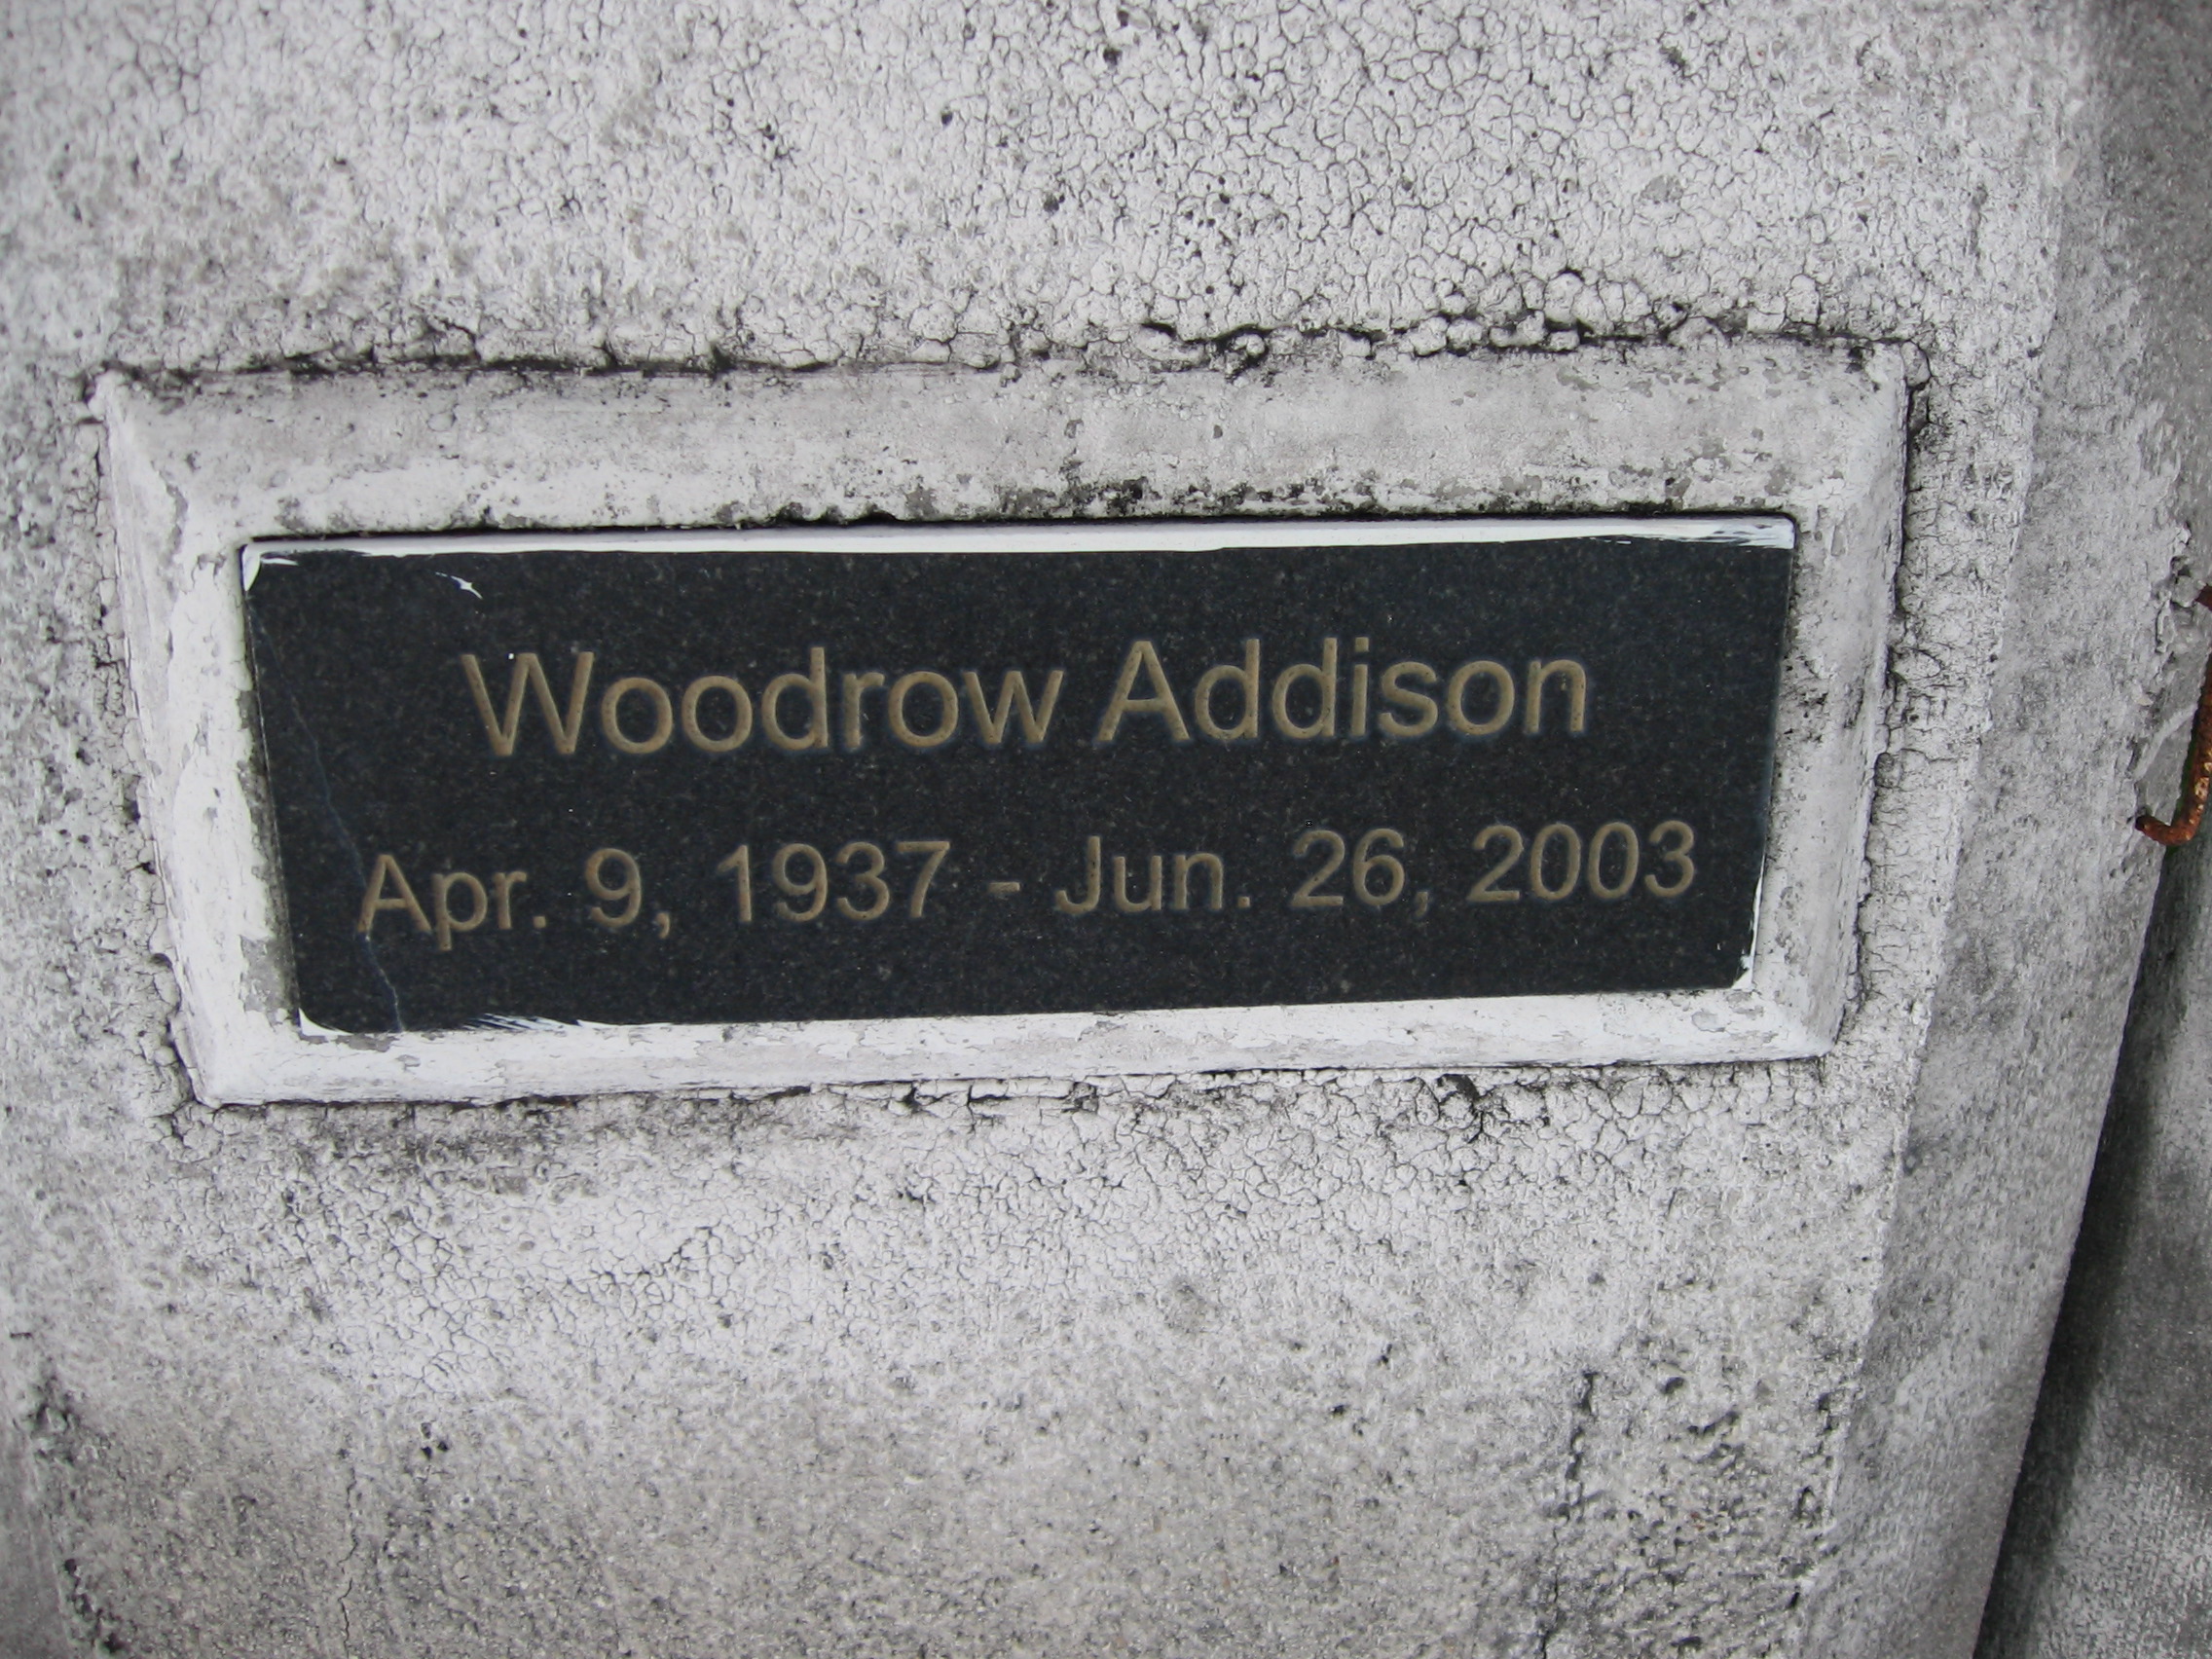 Woodrow Addison
Apr. 9, 1937 - Jun. 26, 2003